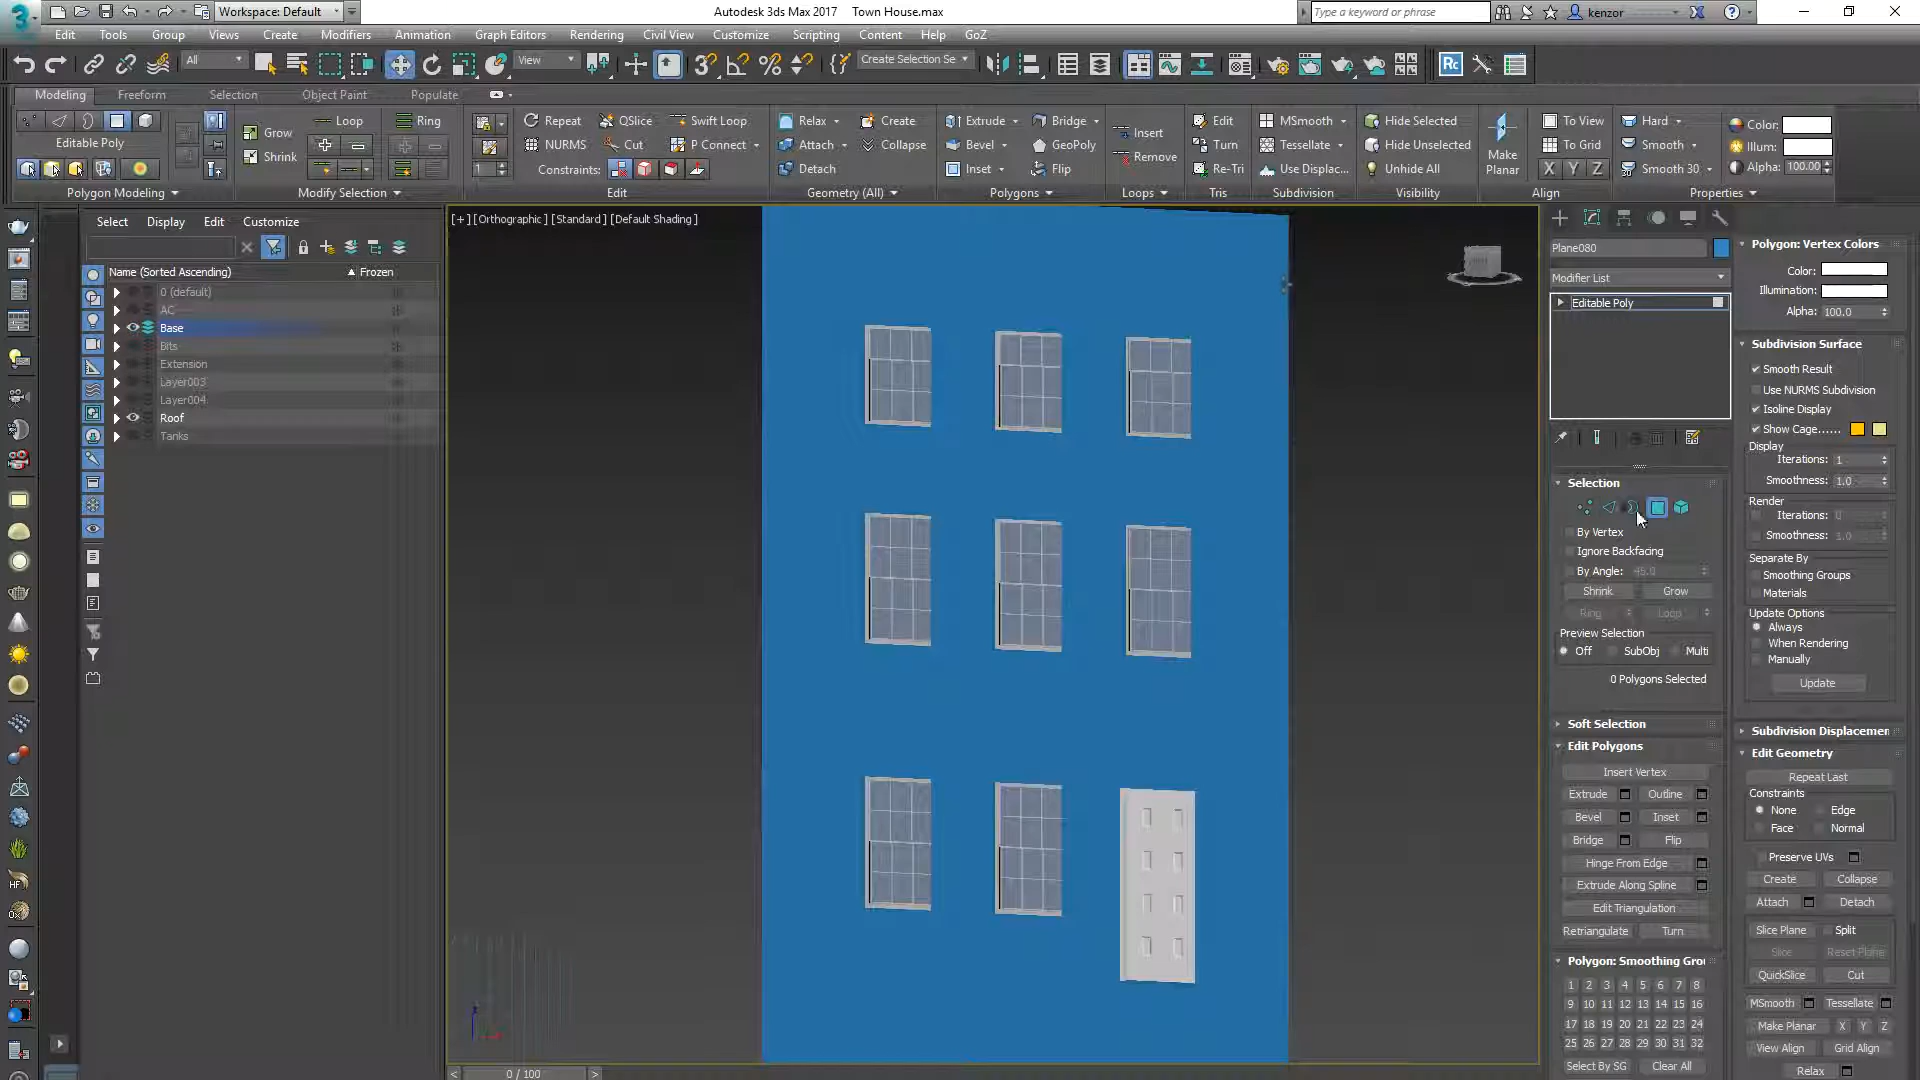 Workspace: Default
Autodesk 3ds Max 2017 Town House.max
Type a keyword or phrase
kenzor
Edit Tools Group Views Create Modifiers Animation Graph Editors Rendering Civil View Customize Scripting Content Help GoZ
All View Create Selection Se
Modeling Freeform Selection Object Paint Populate
Editable Poly
Polygon Modeling
Grow Loop Ring
Shrink
Modify Selection
Repeat QSlice Swift Loop
NURMS Cut P Connect
Constraints:
Edit
Relax Create
Attach Collapse
Detach
Geometry (All)
Extrude Bridge
Bevel GeoPoly
Inset Flip
Polygons
Insert
Remove
Loops
Edit
Turn
Re-Tri
Tris
MSmooth
Tessellate
Use Displac...
Subdivision
Hide Selected
Hide Unselected
Unhide All
Visibility
Make Planar
To View
To Grid
X Y Z
Align
Hard
Smooth
Smooth 30
Color:
Illum:
Alpha: 100.00
Properties
Select Display Edit Customize
Name (Sorted Ascending) Frozen
0 (default)
AC
Base
Bits
Extension
Layer003
Layer004
Roof
Tanks
[+] [Orthographic] [Standard] [Default Shading]
0 / 100
Plane080
Modifier List
Editable Poly
Selection
By Vertex
Ignore Backfacing
By Angle: 45.0
Shrink Grow
Ring Loop
Preview Selection
Off SubObj Multi
0 Polygons Selected
Soft Selection
Edit Polygons
Insert Vertex
Extrude Outline
Bevel Inset
Bridge Flip
Hinge From Edge
Extrude Along Spline
Edit Triangulation
Retriangulate Turn
Polygon: Smoothing Grou
1 2 3 4 5 6 7 8
9 10 11 12 13 14 15 16
17 18 19 20 21 22 23 24
25 26 27 28 29 30 31 32
Select By SG Clear All
Polygon: Vertex Colors
Color:
Illumination:
Alpha: 100.0
Subdivision Surface
Smooth Result
Use NURMS Subdivision
Isoline Display
Show Cage......
Display
Iterations: 1
Smoothness: 1.0
Render
Iterations: 0
Smoothness: 1.0
Separate By
Smoothing Groups
Materials
Update Options
Always
When Rendering
Manually
Update
Subdivision Displacemen
Edit Geometry
Repeat Last
Constraints
None Edge
Face Normal
Preserve UVs
Create Collapse
Attach Detach
Slice Plane Split
Slice Reset Plane
QuickSlice Cut
MSmooth Tessellate
Make Planar X Y Z
View Align Grid Align
Relax